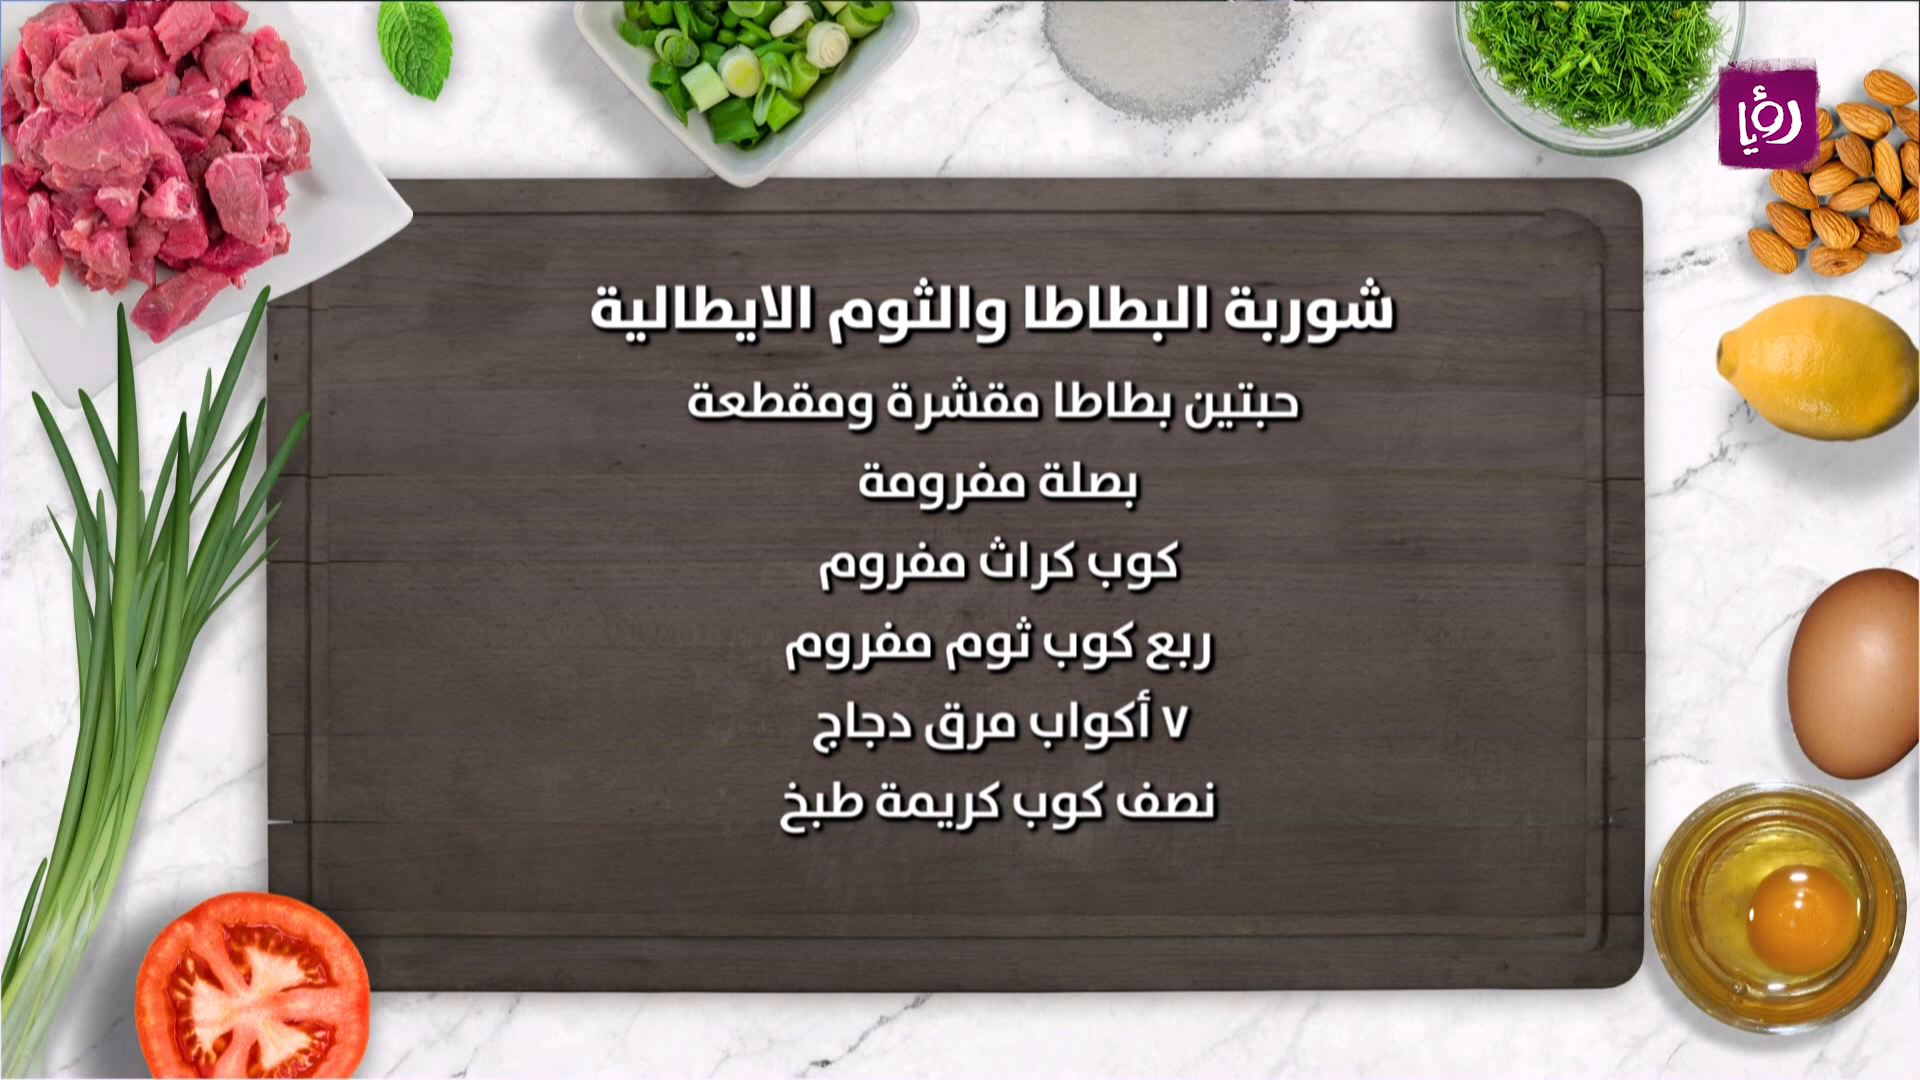 رؤيا
شوربة البطاطا والثوم الايطالية
حبتين بطاطا مقشرة ومقطعة
بصلة مفرومة
كوب كراث مفروم
ربع كوب ثوم مفروم
٧ أكواب مرق دجاج
نصف كوب كريمة طبخ